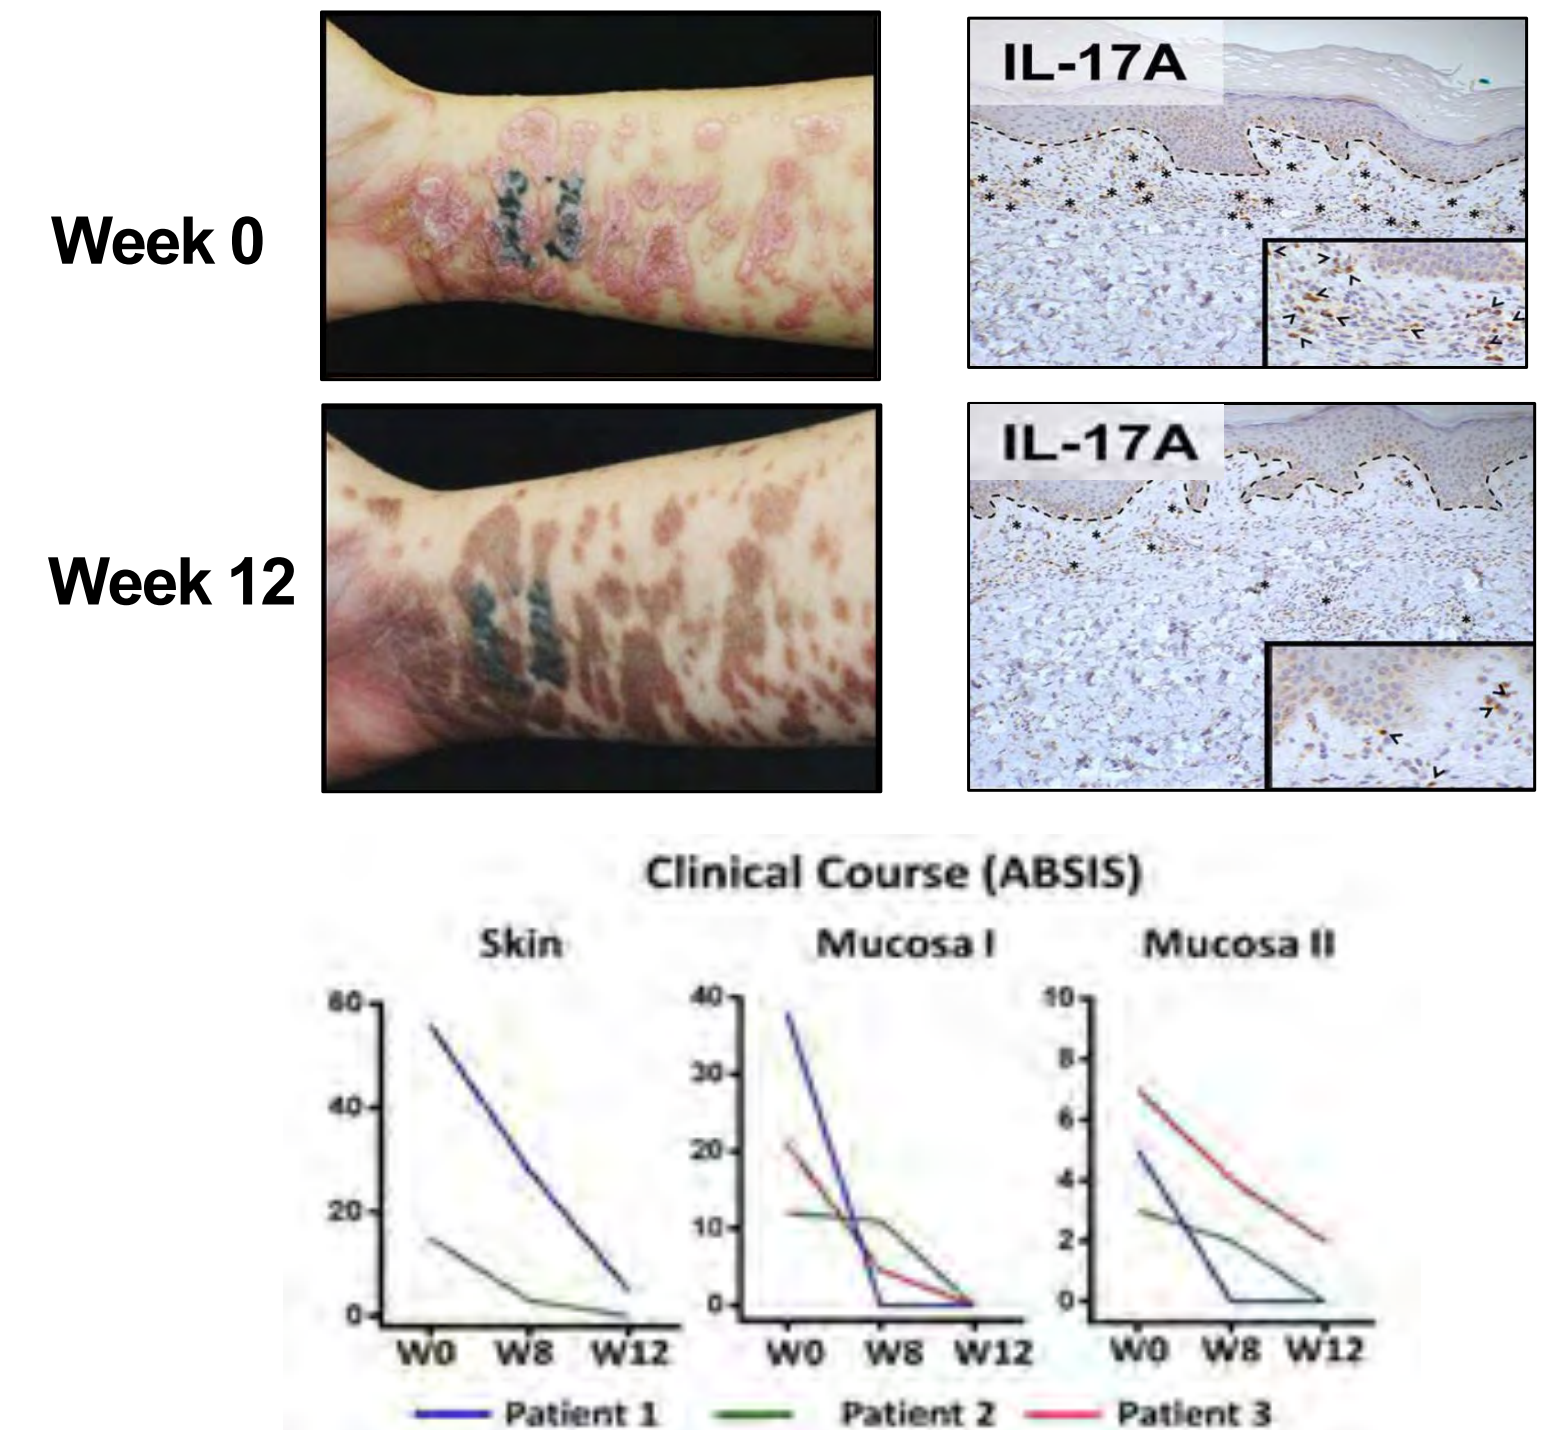 Week 0
IL-17A
Week 12
IL-17A
Clinical Course (ABSIS)
Skin
Mucosa I
Mucosa II
60
40
20
0
W0 W8 W12
40
30
20
10
0
W0 W8 W12
10
8
6
4
2
0
W0 W8 W12
Patient 1
Patient 2
Patient 3